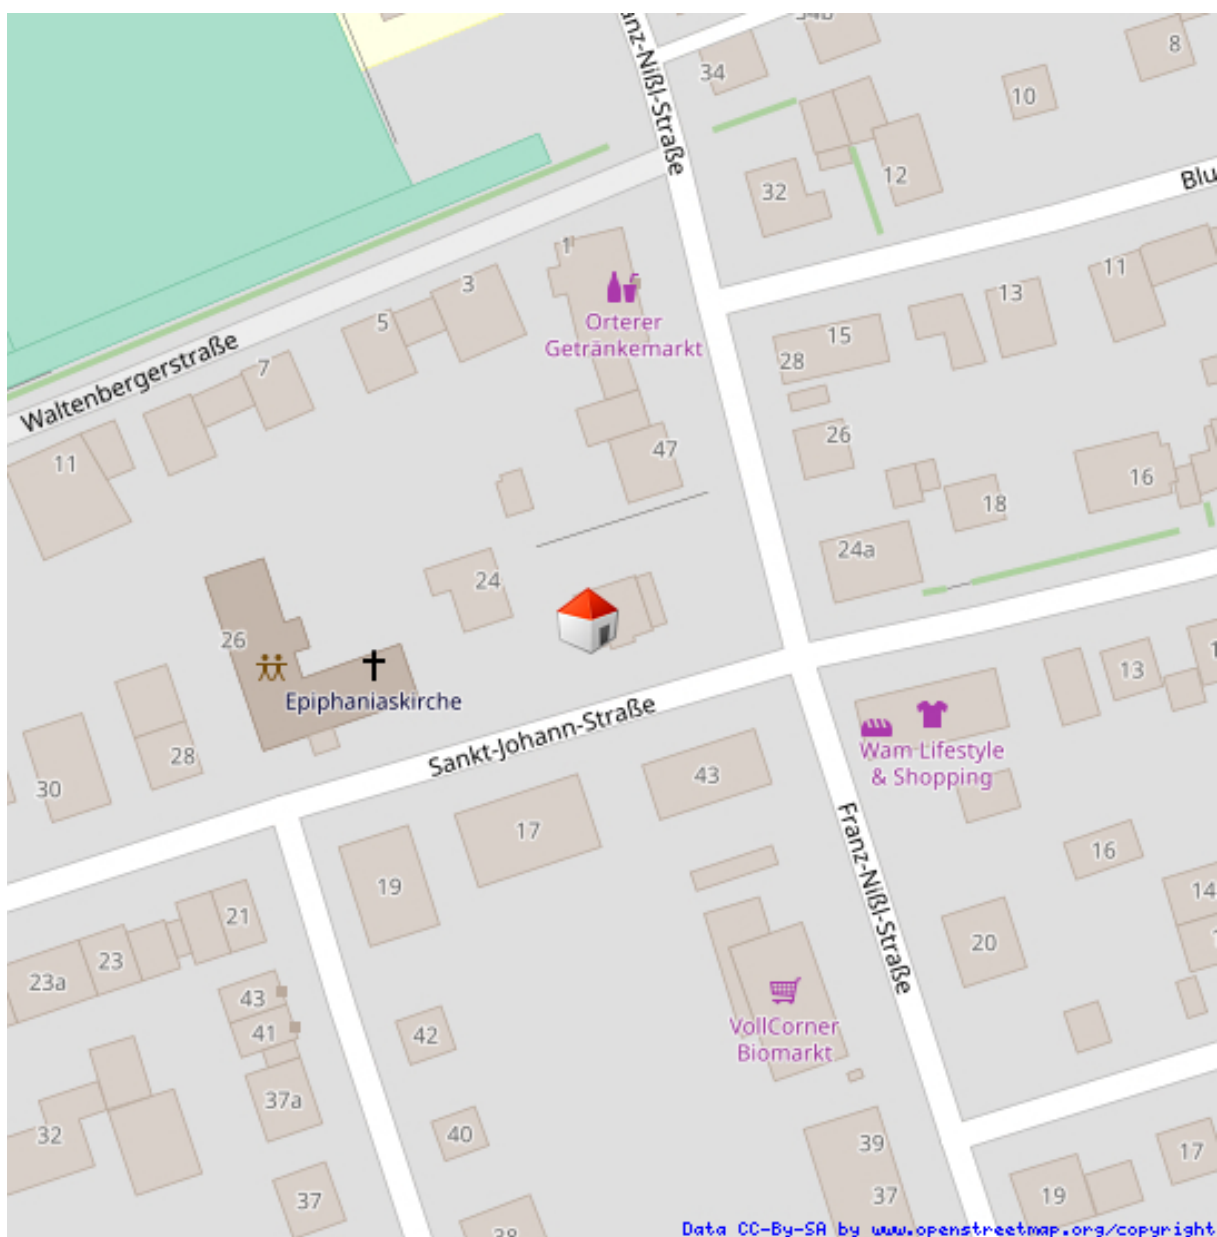 Franz-Nißl-Straße
34
8
10
12
32
1
Orterer
Getränkemarkt
3
5
7
Waltenbergerstraße
11
13
11
15
28
26
47
16
18
24a
24
26
Epiphaniaskirche
28
30
Sankt-Johann-Straße
43
17
19
13
Wam Lifestyle
& Shopping
Franz-Nißl-Straße
16
14
20
21
23
23a
43
41
37a
42
40
32
37
VollCorner
Biomarkt
39
37
17
19
Data CC-By-SA by www.openstreetmap.org/copyright